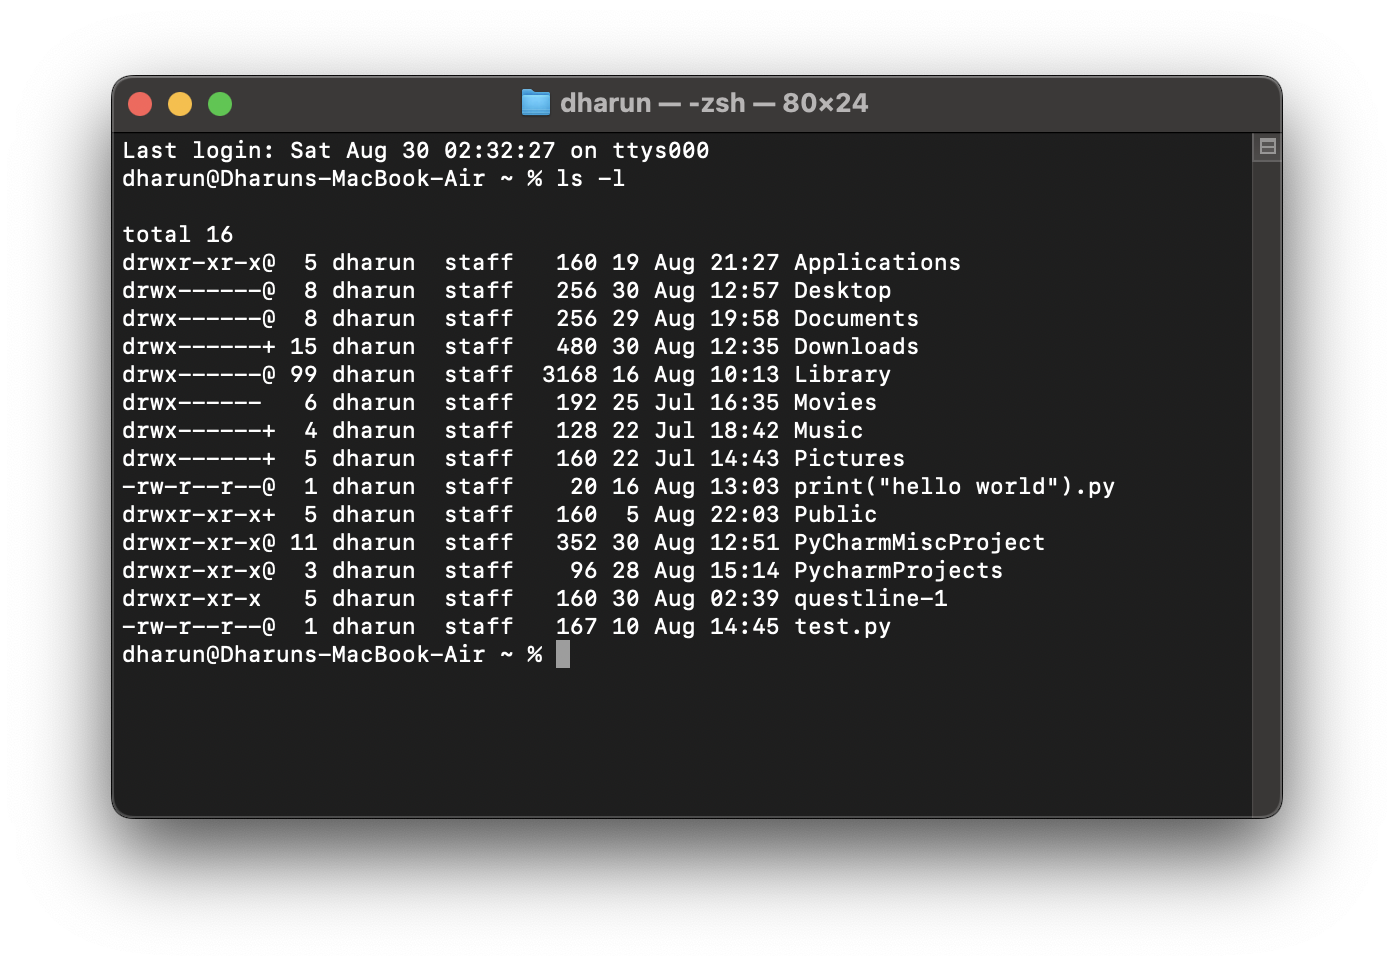 dharun — -zsh — 80×24
Last login: Sat Aug 30 02:32:27 on ttys000
dharun@Dharuns-MacBook-Air ~ % ls -l

total 16
drwxr-xr-x@  5 dharun  staff   160 19 Aug 21:27 Applications
drwx------@  8 dharun  staff   256 30 Aug 12:57 Desktop
drwx------@  8 dharun  staff   256 29 Aug 19:58 Documents
drwx------+ 15 dharun  staff   480 30 Aug 12:35 Downloads
drwx------@ 99 dharun  staff  3168 16 Aug 10:13 Library
drwx------   6 dharun  staff   192 25 Jul 16:35 Movies
drwx------+  4 dharun  staff   128 22 Jul 18:42 Music
drwx------+  5 dharun  staff   160 22 Jul 14:43 Pictures
-rw-r--r--@  1 dharun  staff    20 16 Aug 13:03 print("hello world").py
drwxr-xr-x+  5 dharun  staff   160  5 Aug 22:03 Public
drwxr-xr-x@ 11 dharun  staff   352 30 Aug 12:51 PyCharmMiscProject
drwxr-xr-x@  3 dharun  staff    96 28 Aug 15:14 PycharmProjects
drwxr-xr-x   5 dharun  staff   160 30 Aug 02:39 questline-1
-rw-r--r--@  1 dharun  staff   167 10 Aug 14:45 test.py
dharun@Dharuns-MacBook-Air ~ %